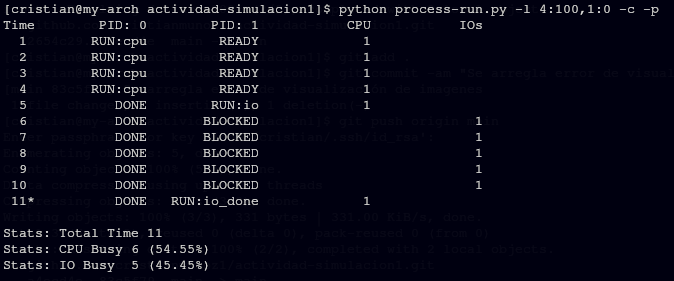 [cristian@my-arch actividad-simulacion1]$ python process-run.py -l 4:100,1:0 -c -p
Time PID: 0 PID: 1 CPU IOs
1 RUN:cpu READY 1
2 RUN:cpu READY 1
3 RUN:cpu READY 1
4 RUN:cpu READY 1
5 DONE RUN:io 1
6 DONE BLOCKED 1
7 DONE BLOCKED 1
8 DONE BLOCKED 1
9 DONE BLOCKED 1
10 DONE BLOCKED 1
11* DONE RUN:io_done 1
Stats: Total Time 11
Stats: CPU Busy 6 (54.55%)
Stats: IO Busy 5 (45.45%)